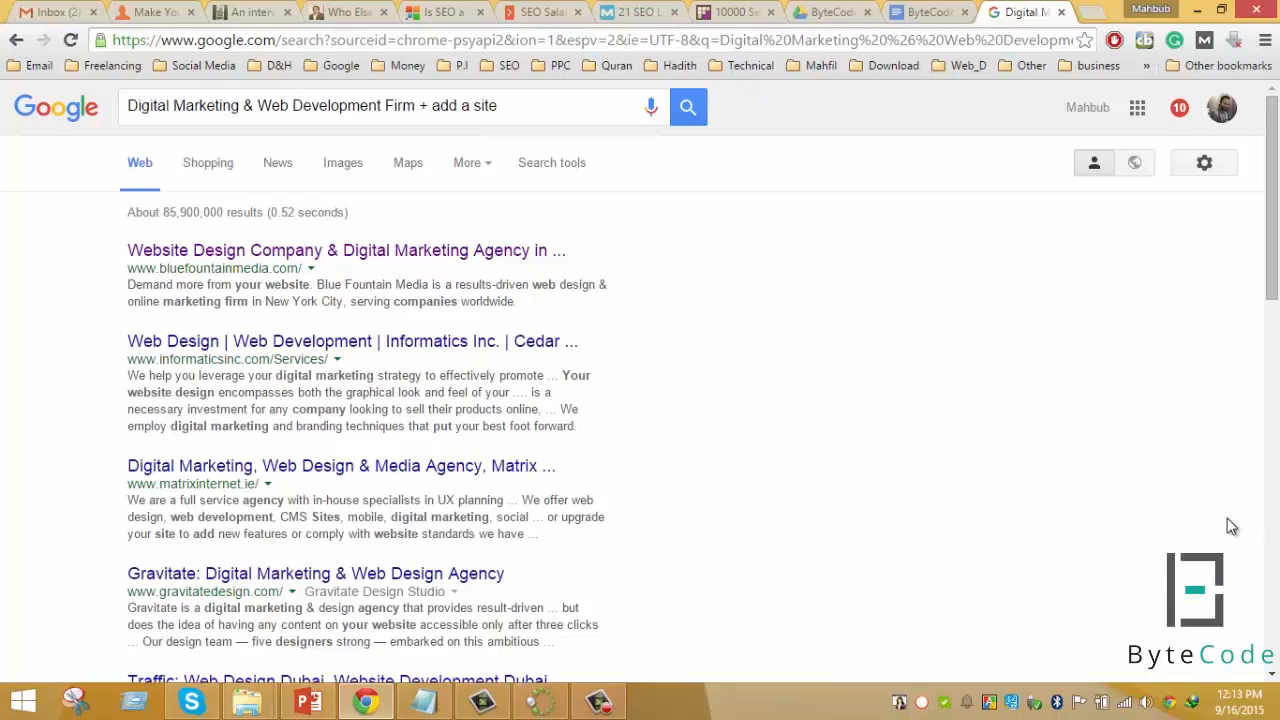 Inbox (2)
Make You
An interv
Who Else
Is SEO a
SEO Sala
21 SEO L
10000 Se
ByteCode
ByteCode
Digital M
Mahbub
https://www.google.com/search?sourceid=chrome-psyapi2&ion=1&espv=2&ie=UTF-8&q=Digital%20Marketing%20%26%20Web%20Developme
Email
Freelancing
Social Media
D&H
Google
Money
P.I
SEO
PPC
Quran
Hadith
Technical
Mahfil
Download
Web_D
Other
business
»
Other bookmarks
Google
Digital Marketing & Web Development Firm + add a site
Mahbub
10
Web
Shopping
News
Images
Maps
More
Search tools
About 85,900,000 results (0.52 seconds)
Website Design Company & Digital Marketing Agency in ...
www.bluefountainmedia.com/
Demand more from your website. Blue Fountain Media is a results-driven web design &
online marketing firm in New York City, serving companies worldwide.
Web Design | Web Development | Informatics Inc. | Cedar ...
www.informaticsinc.com/Services/
We help you leverage your digital marketing strategy to effectively promote ... Your
website design encompasses both the graphical look and feel of your .... is a
necessary investment for any company looking to sell their products online, ... We
employ digital marketing and branding techniques that put your best foot forward.
Digital Marketing, Web Design & Media Agency, Matrix ...
www.matrixinternet.ie/
We are a full service agency with in-house specialists in UX planning ... We offer web
design, web development, CMS Sites, mobile, digital marketing, social ... or upgrade
your site to add new features or comply with website standards we have ...
Gravitate: Digital Marketing & Web Design Agency
www.gravitatedesign.com/ Gravitate Design Studio
Gravitate is a digital marketing & design agency that provides result-driven ... but
does the idea of having any content on your website accessible only after three clicks
... Our design team — five designers strong — embarked on this ambitious ...
Traffic: Web Design Dubai, Website Development Dubai
ByteCode
12:13 PM
9/16/2015